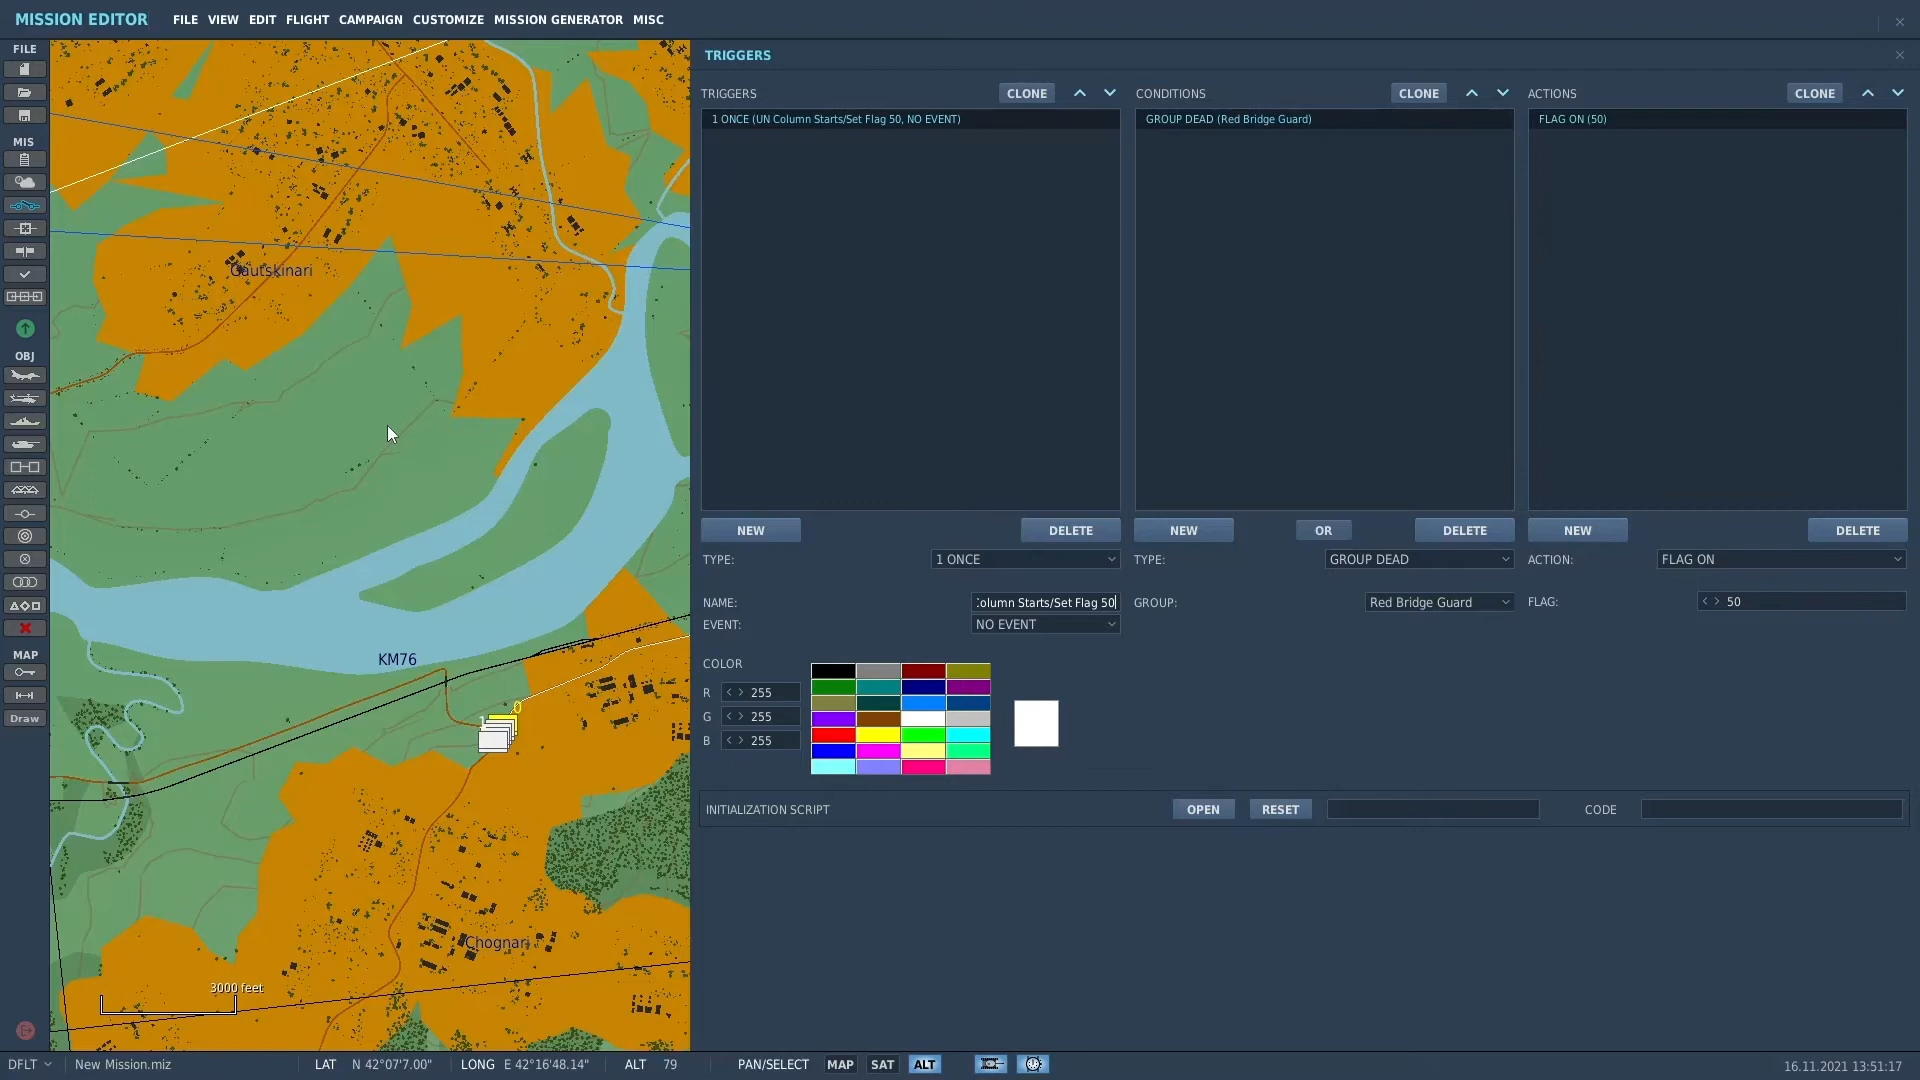 MISSION EDITOR FILE VIEW EDIT FLIGHT CAMPAIGN CUSTOMIZE MISSION GENERATOR MISC
FILE
MIS
OBJ
MAP
Draw
Gautskinari
KM76
1
0
Chognari
3000 feet
TRIGGERS
TRIGGERS CLONE
1 ONCE (UN Column Starts/Set Flag 50, NO EVENT)
NEW DELETE
TYPE: 1 ONCE
NAME: Column Starts/Set Flag 50
EVENT: NO EVENT
COLOR
R 255
G 255
B 255
CONDITIONS CLONE
GROUP DEAD (Red Bridge Guard)
NEW OR DELETE
TYPE: GROUP DEAD
GROUP: Red Bridge Guard
ACTIONS CLONE
FLAG ON (50)
NEW DELETE
ACTION: FLAG ON
FLAG: 50
INITIALIZATION SCRIPT OPEN RESET CODE
DFLT New Mission.miz LAT N 42°07'7.00" LONG E 42°16'48.14" ALT 79 PAN/SELECT MAP SAT ALT 16.11.2021 13:51:17